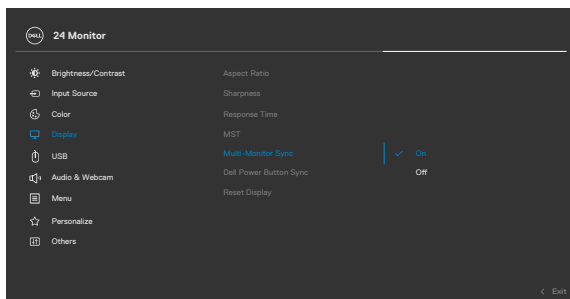 DELL 24 Monitor
Brightness/Contrast
Input Source
Color
Display
USB
Audio & Webcam
Menu
Personalize
Others
Aspect Ratio
Sharpness
Response Time
MST
Multi-Monitor Sync
Dell Power Button Sync
Reset Display
On
Off
Exit